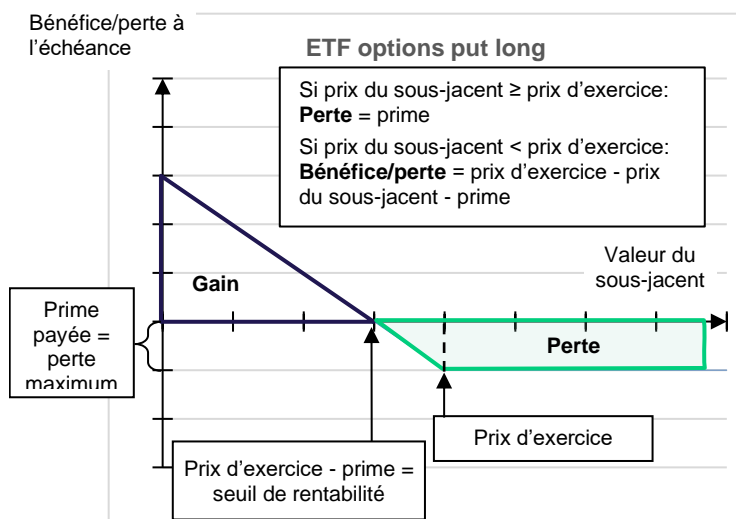 Bénéfice/perte à
l'échéance
ETF options put long
Si prix du sous-jacent ≥ prix d'exercice:
Perte = prime
Si prix du sous-jacent < prix d'exercice:
Bénéfice/perte = prix d'exercice - prix
du sous-jacent - prime
Valeur du
sous-jacent
Gain
Prime
payée =
perte
maximum
Perte
Prix d'exercice
Prix d'exercice - prime =
seuil de rentabilité